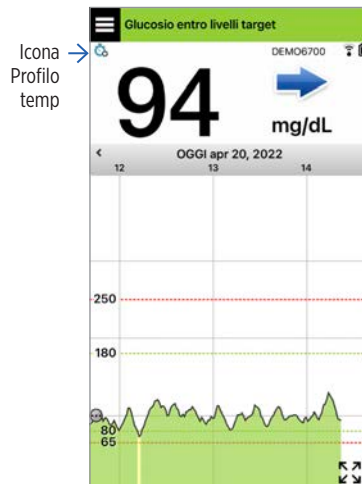 Glucosio entro livelli target
Icona
Profilo
temp
DEMO6700
94
mg/dL
OGGI apr 20, 2022
12 13 14
250
180
80
65